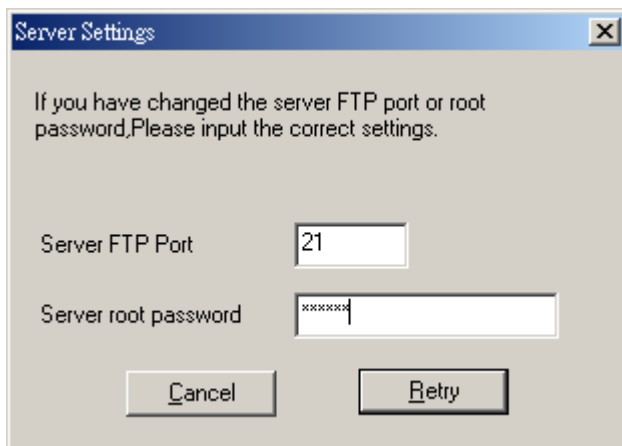 Server Settings
If you have changed the server FTP port or root
password,Please input the correct settings.
Server FTP Port
21
Server root password
******
Cancel
Retry